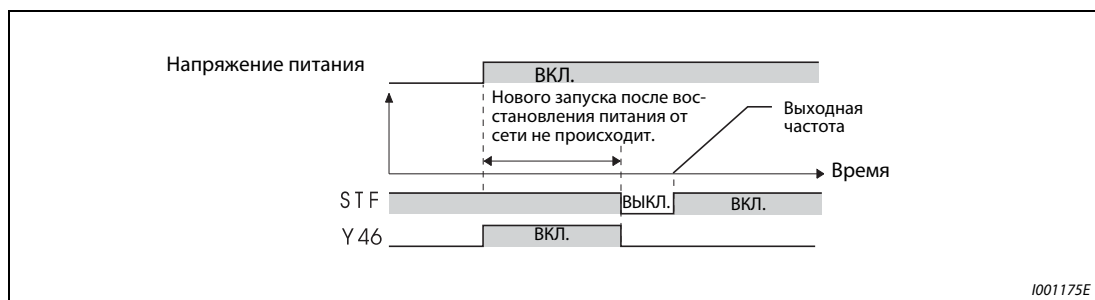 Напряжение питания
ВКЛ.
Нового запуска после вос-
становления питания от
сети не происходит.
Выходная
частота
Время
STF
ВЫКЛ.
ВКЛ.
Y46
ВКЛ.
I001175E